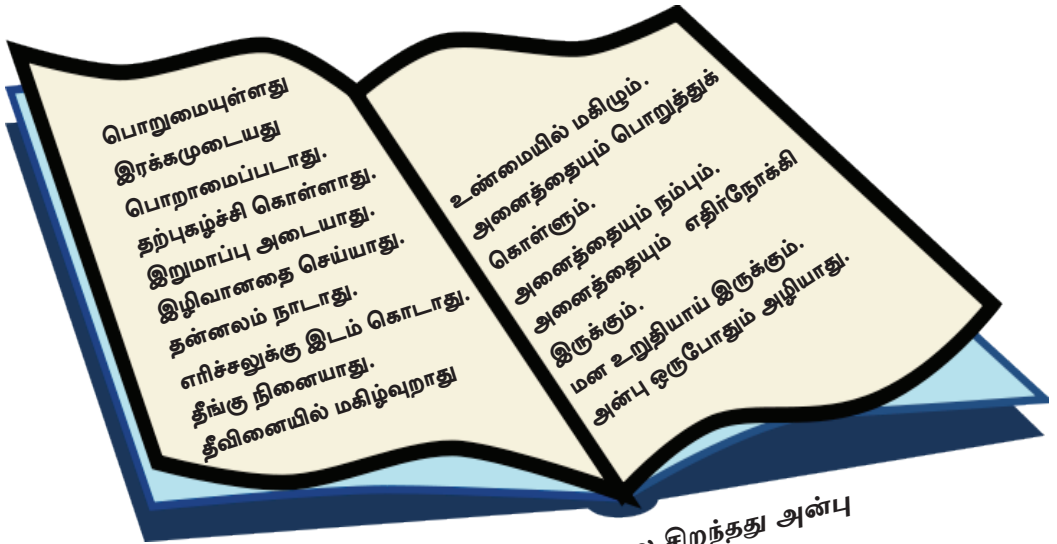 பொறுமையுள்ளது
இரக்கமுடையது
பொறாமைப்படாது.
தற்புகழ்ச்சி கொள்ளாது.
இறுமாப்பு அடையாது.
இழிவானதை செய்யாது.
தன்னலம் நாடாது.
எரிச்சலுக்கு இடம் கொடாது.
தீங்கு நினையாது.
தீவினையில் மகிழ்வுறாது
உண்மையில் மகிழும்.
அனைத்தையும் பொறுத்துக்
கொள்ளும்.
அனைத்தையும் நம்பும்.
அனைத்தையும் எதிர்நோக்கி
இருக்கும்.
மன உறுதியாய் இருக்கும்.
அன்பு ஒருபோதும் அழியாது.
சிறந்தது அன்பு